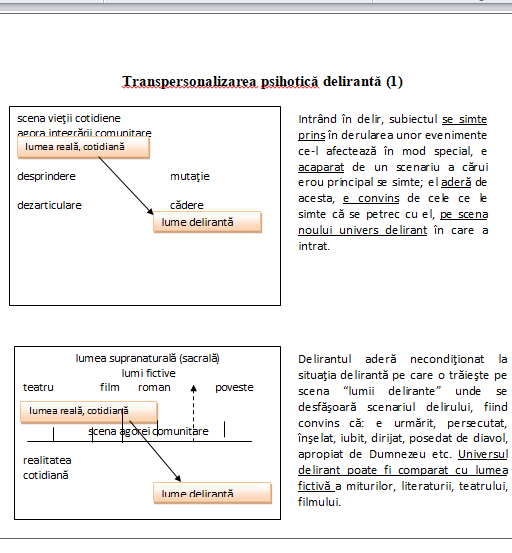 Transpersonalizarea psihotică delirantă (1)
scena vieţii cotidiene
agora integrării comunitare
lumea reală, cotidiană
desprindere mutaţie
dezarticulare cădere
lume delirantă
Intrând în delir, subiectul se simte
prins în derularea unor evenimente
ce-l afectează în mod special, e
acaparat de un scenariu a cărui
erou principal se simte; el aderă de
acesta, e convins de cele ce le
simte că se petrec cu el, pe scena
noului univers delirant în care a
intrat.
lumea supranaturală (sacrală)
lumi fictive
teatru film roman poveste
lumea reală, cotidiană
scena agorei comunitare
realitatea
cotidiană
lume delirantă
Delirantul aderă necondiţionat la
situaţia delirantă pe care o trăieşte pe
scena “lumii delirante” unde se
desfăşoară scenariul delirului, fiind
convins că: e urmărit, persecutat,
înşelat, iubit, dirijat, posedat de diavol,
apropiat de Dumnezeu etc. Universul
delirant poate fi comparat cu lumea
fictivă a miturilor, literaturii, teatrului,
filmului.